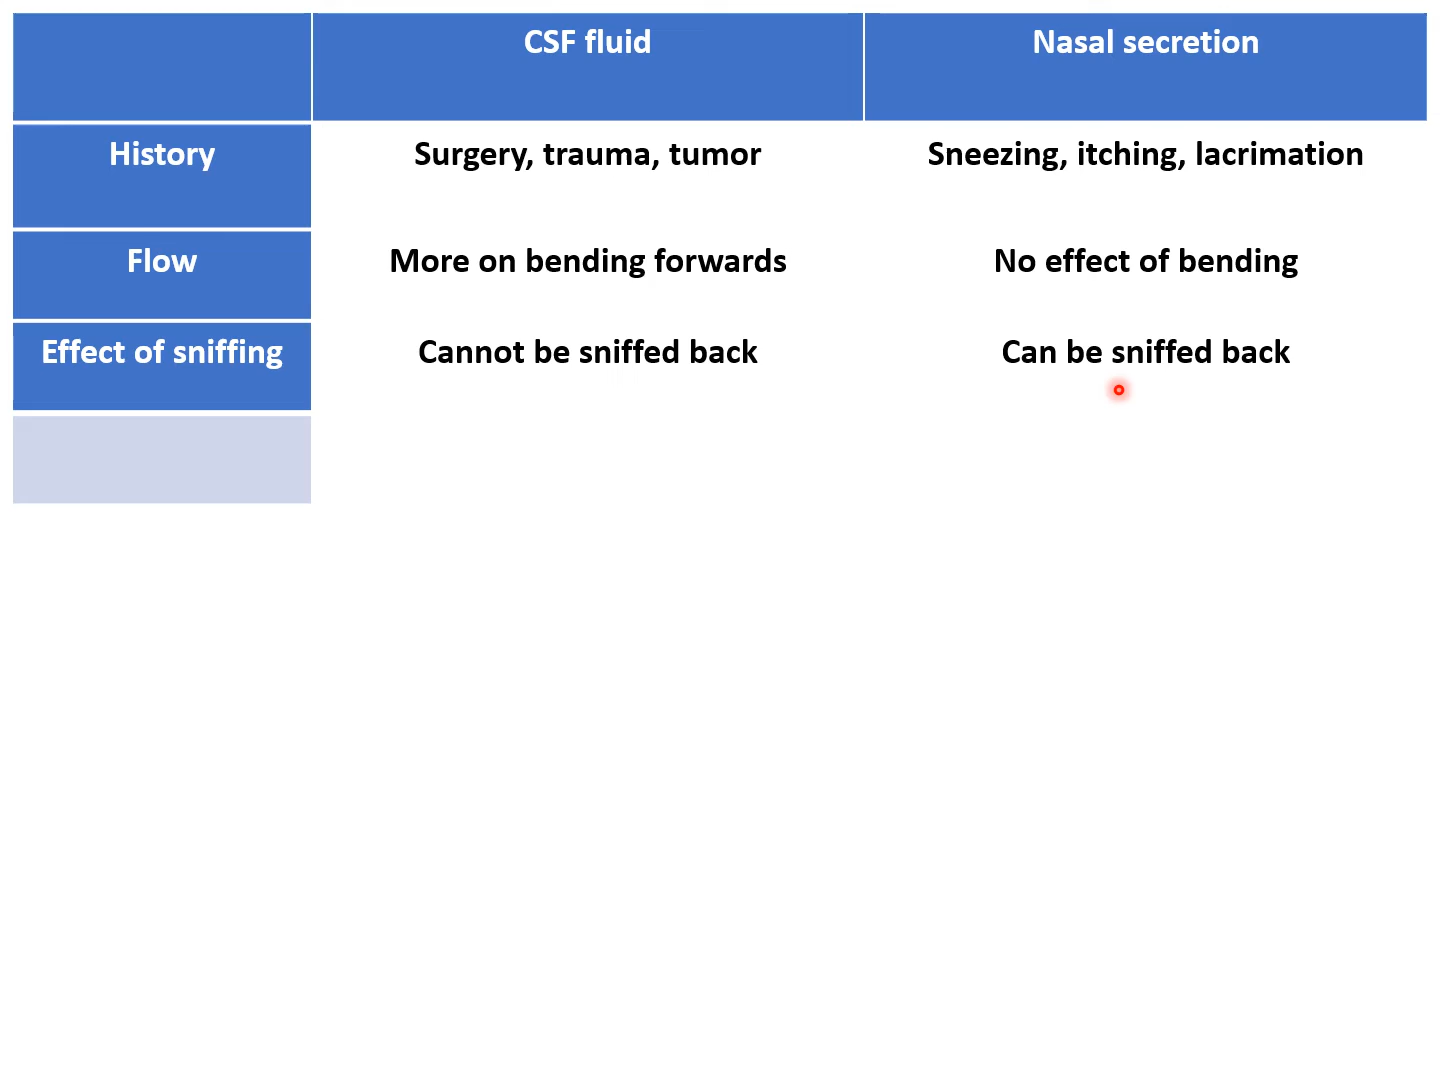 CSF fluid
Nasal secretion
History
Surgery, trauma, tumor
Sneezing, itching, lacrimation
Flow
More on bending forwards
No effect of bending
Effect of sniffing
Cannot be sniffed back
Can be sniffed back